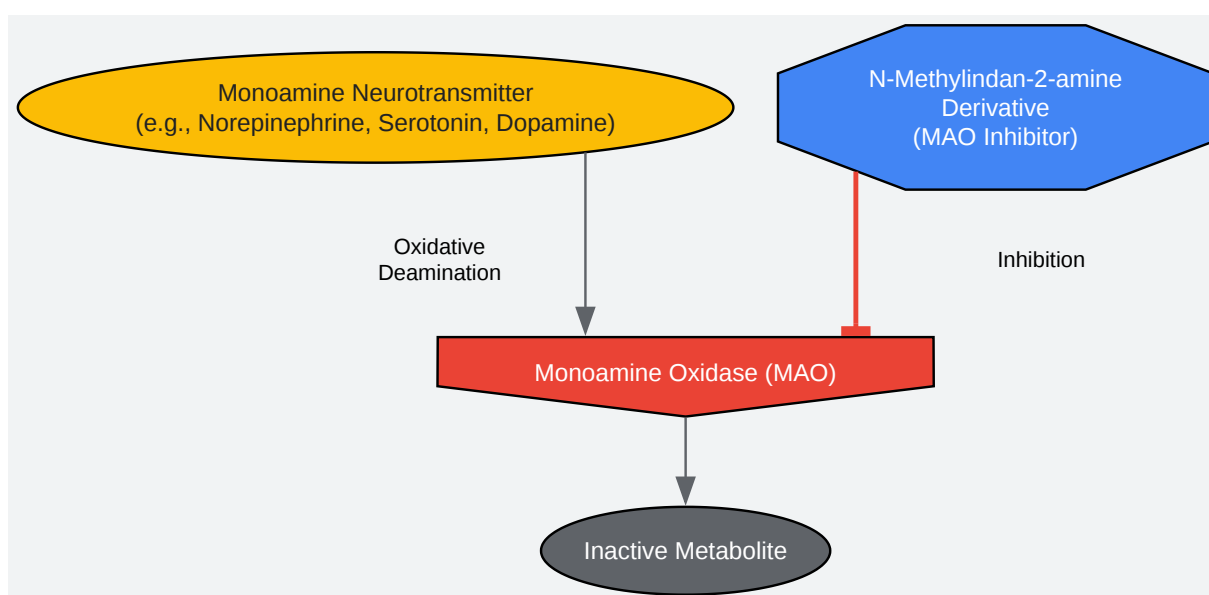 Monoamine Neurotransmitter
(e.g., Norepinephrine, Serotonin, Dopamine)
N-Methylindan-2-amine
Derivative
(MAO Inhibitor)
Oxidative
Deamination
Inhibition
Monoamine Oxidase (MAO)
Inactive Metabolite